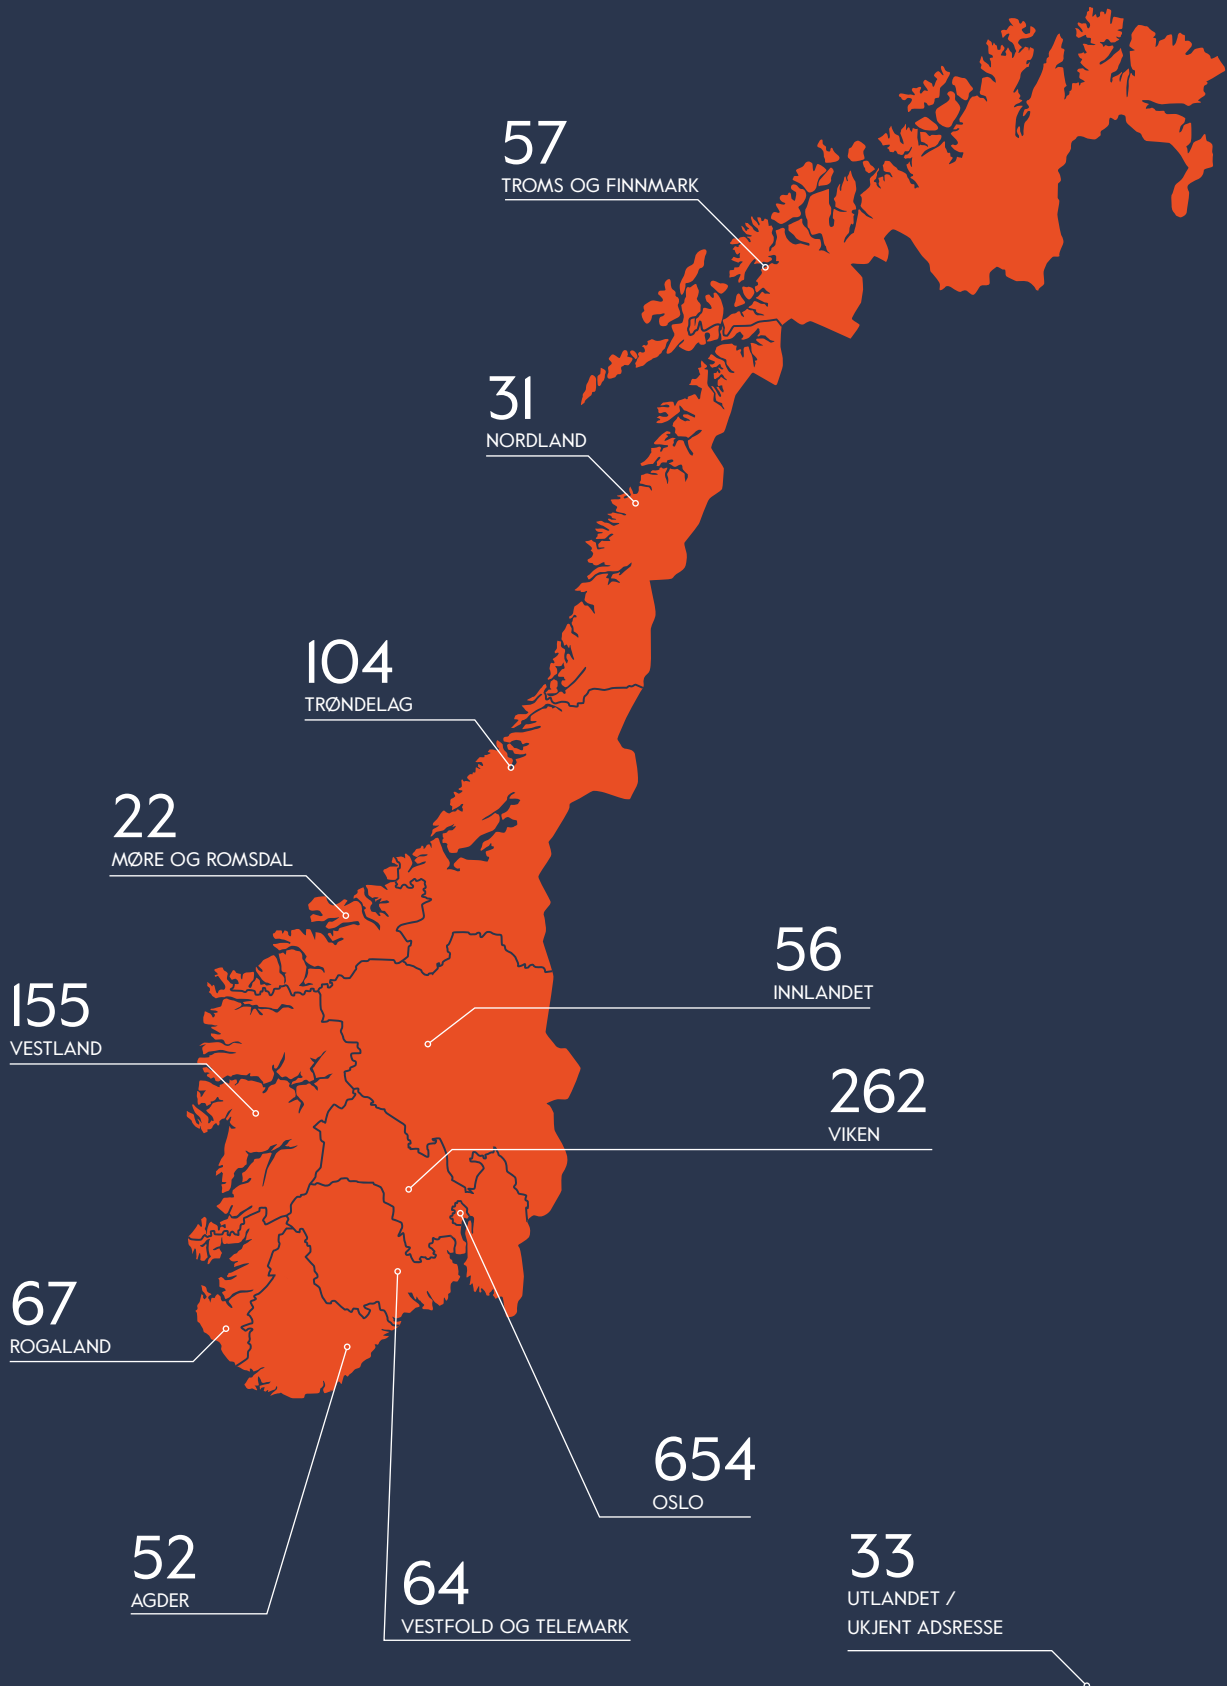 57
TROMS OG FINNMARK
31
NORDLAND
104
TRØNDELAG
22
MØRE OG ROMSDAL
56
INNLANDET
155
VESTLAND
262
VIKEN
67
ROGALAND
654
OSLO
52
AGDER
64
VESTFOLD OG TELEMARK
33
UTLANDET /
UKJENT ADSRESSE